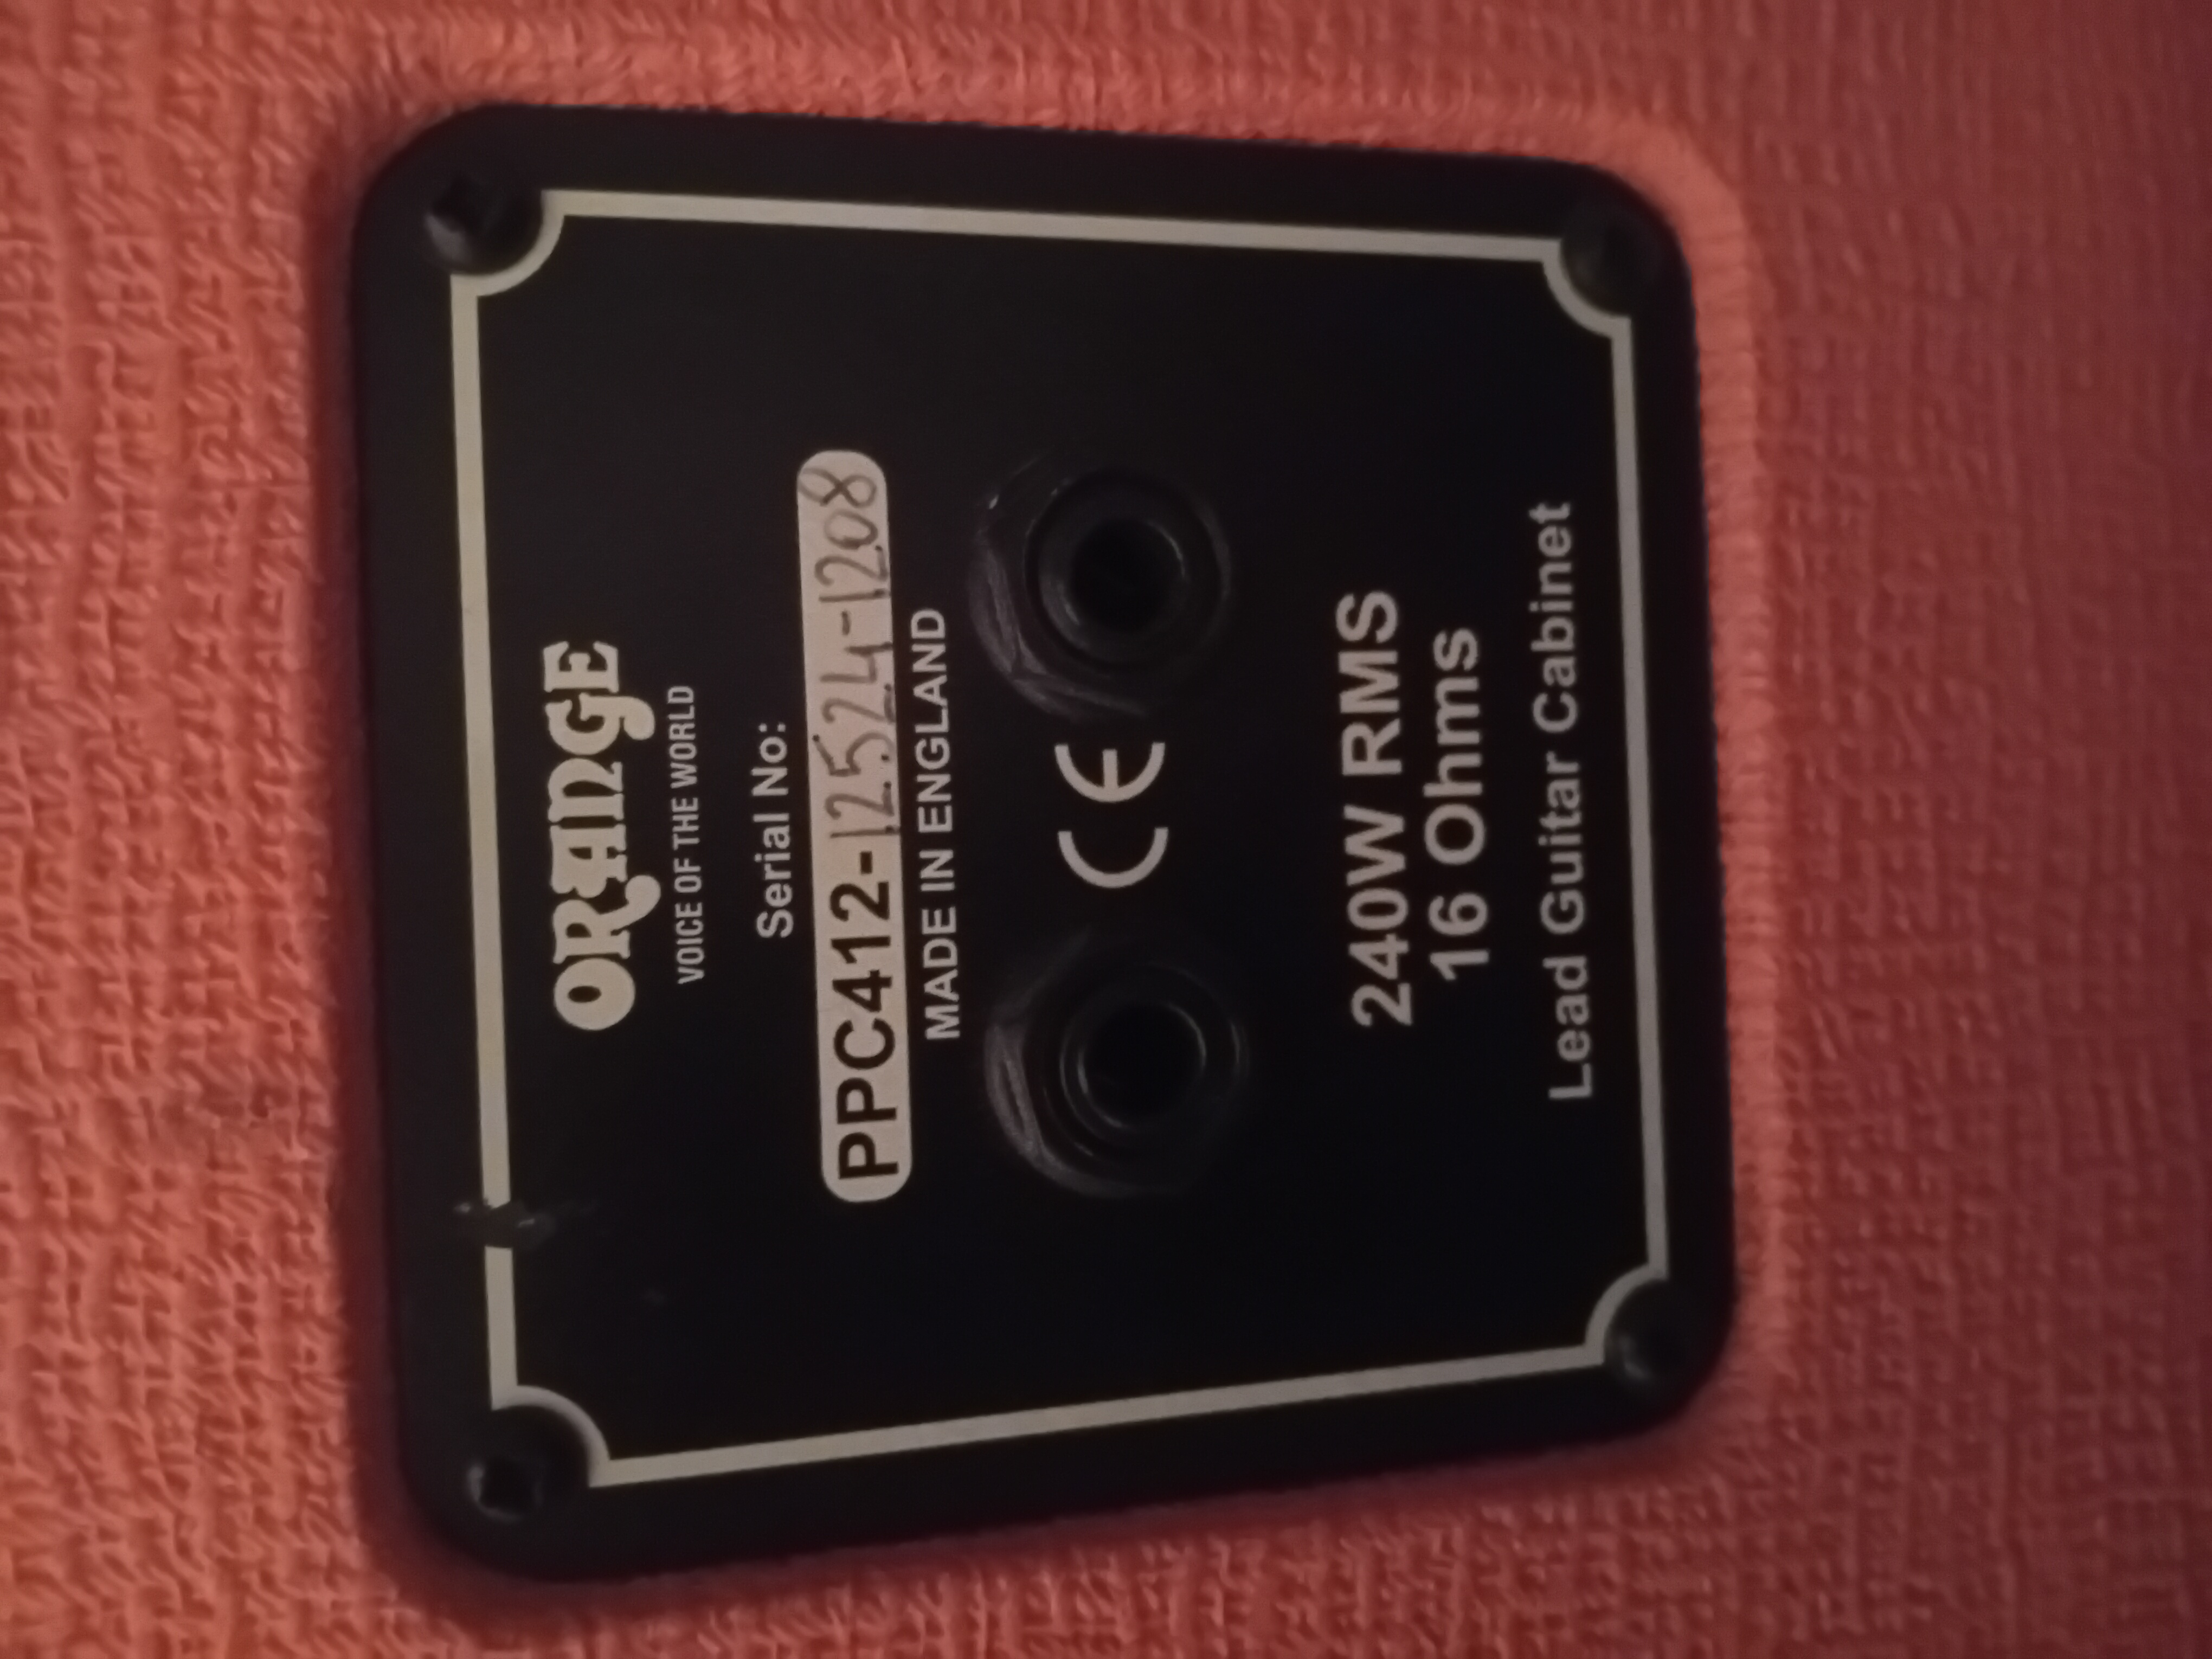 ORANGE
VOICE OF THE WORLD
Serial No:
PPC412-12524-1208
MADE IN ENGLAND
CE
240W RMS
16 Ohms
Lead Guitar Cabinet